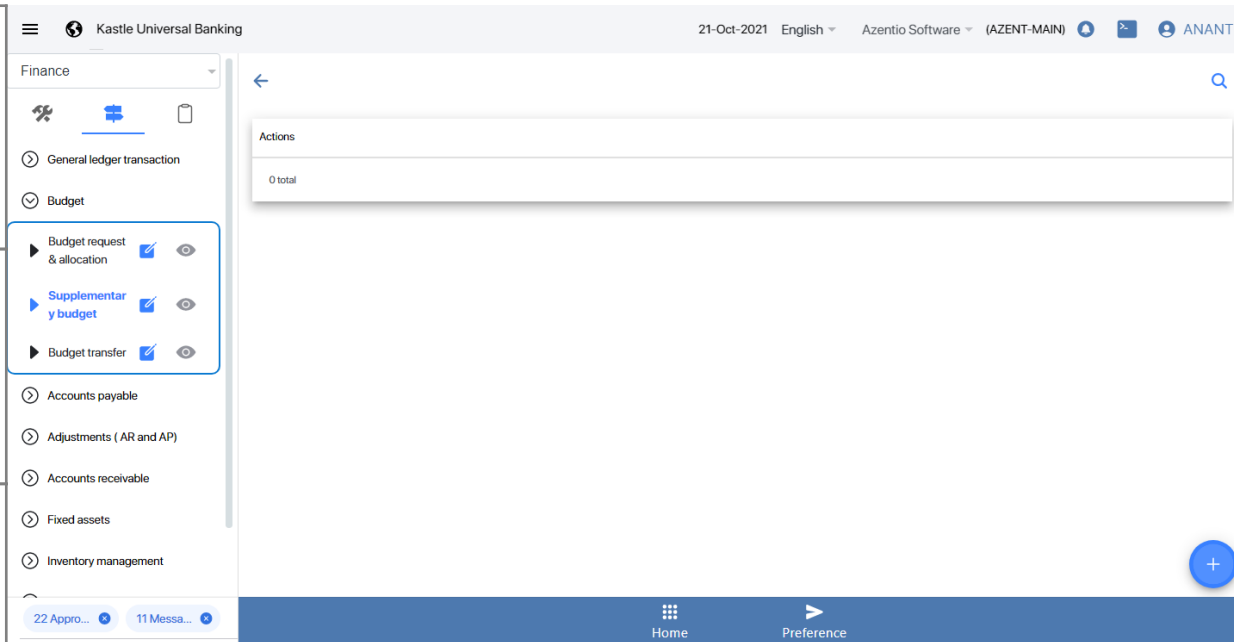 Kastle Universal Banking
21-Oct-2021 English Azentio Software (AZENT-MAIN) ANANT
Finance
General ledger transaction
Budget
Budget request
& allocation
Supplementar
y budget
Budget transfer
Accounts payable
Adjustments ( AR and AP)
Accounts receivable
Fixed assets
Inventory management
22 Appro...
11 Messa...
Actions
0 total
+
Home
Preference